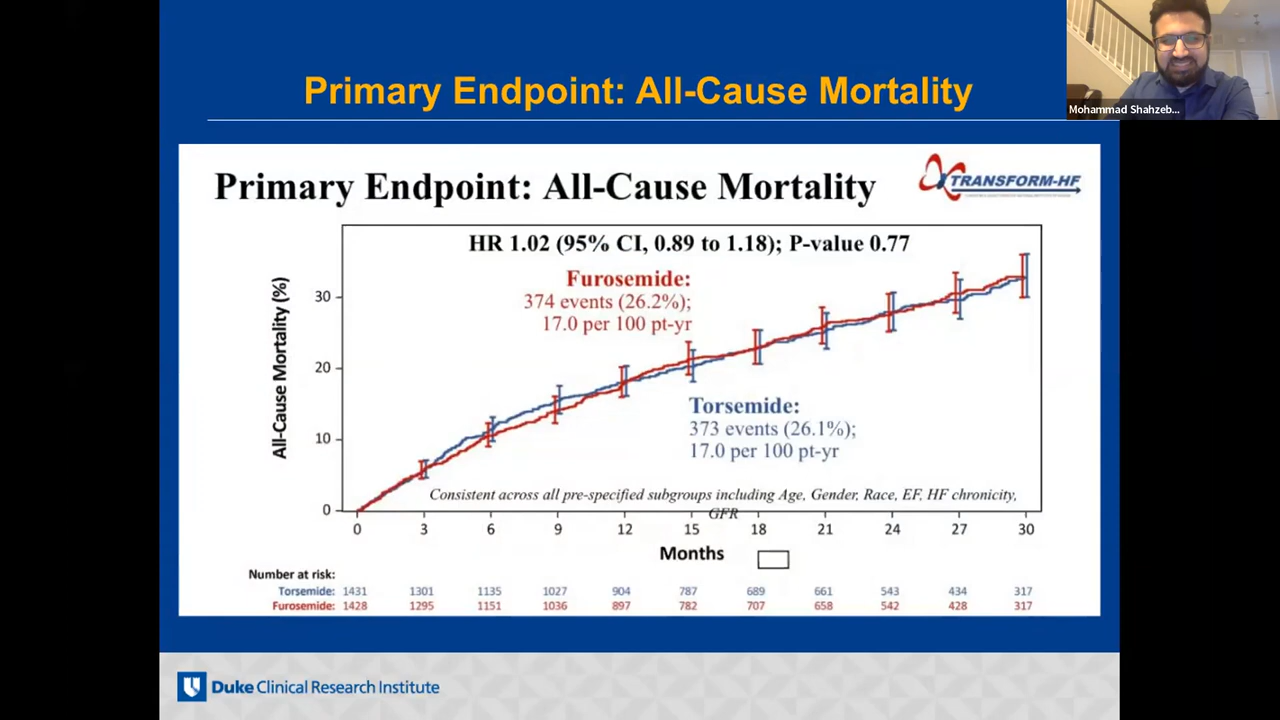 Primary Endpoint: All-Cause Mortality
Mohammad Shahzeb...
Primary Endpoint: All-Cause Mortality
TRANSFORM-HF
HR 1.02 (95% CI, 0.89 to 1.18); P-value 0.77
Furosemide:
374 events (26.2%);
17.0 per 100 pt-yr
Torsemide:
373 events (26.1%);
17.0 per 100 pt-yr
Consistent across all pre-specified subgroups including Age, Gender, Race, EF, HF chronicity,
GFR
All-Cause Mortality (%)
30
20
10
0
0 3 6 9 12 15 18 21 24 27 30
Months
Number at risk:
Torsemide: 1431 1301 1135 1027 904 787 689 661 543 434 317
Furosemide: 1428 1295 1151 1036 897 782 707 658 542 428 317
Duke Clinical Research Institute